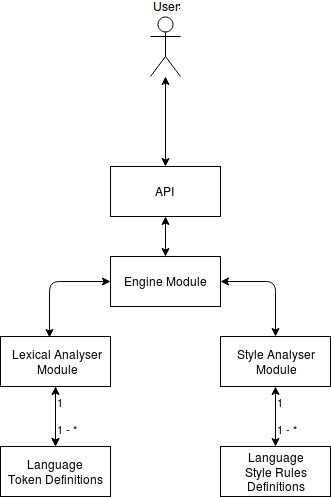 User
API
Engine Module
Lexical Analyser
Module
Style Analyser
Module
1
1
1 - *
1 - *
Language
Token Definitions
Language
Style Rules
Definitions